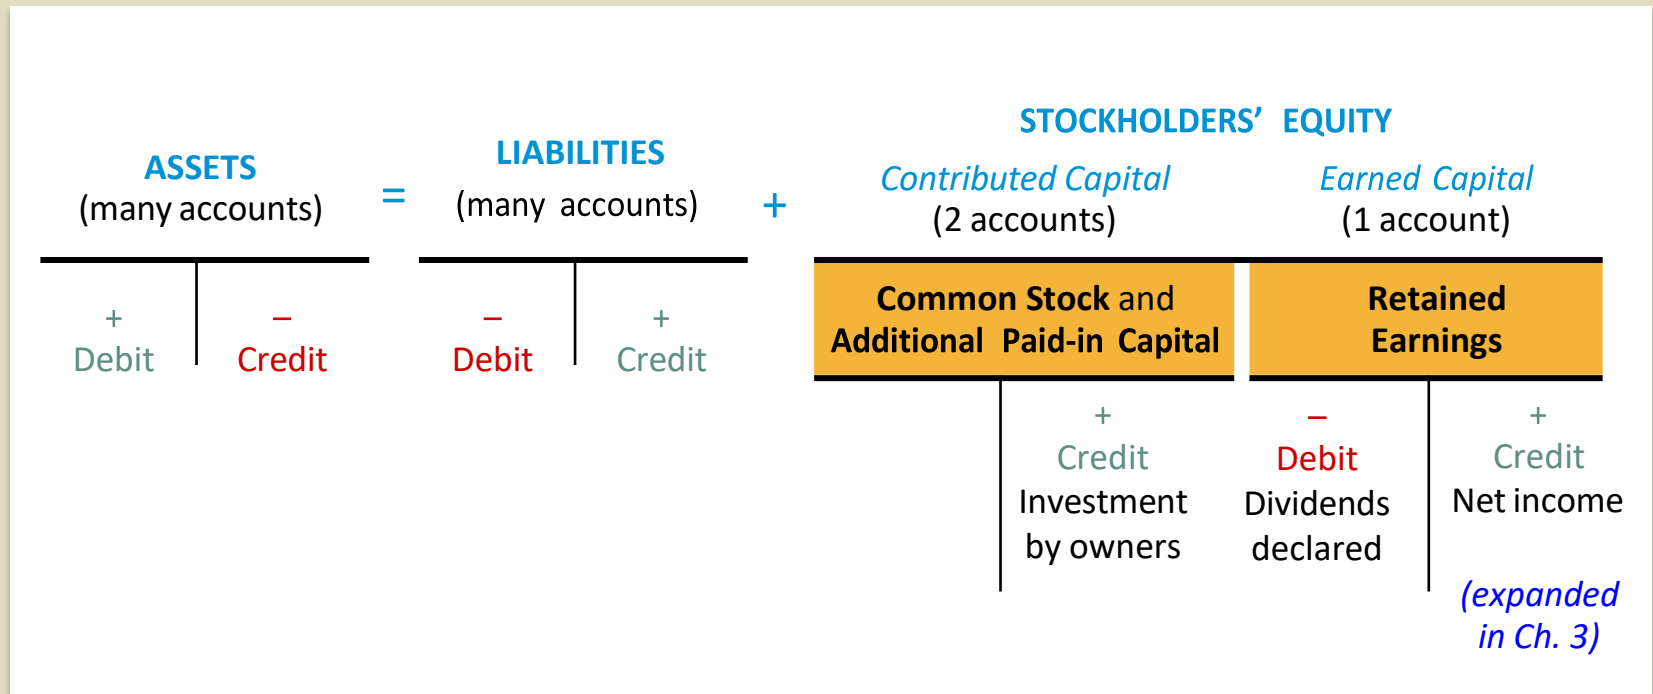 ASSETS
(many accounts)
=
LIABILITIES
(many accounts)
+
STOCKHOLDERS’ EQUITY
Contributed Capital
(2 accounts)
Earned Capital
(1 account)
+
Debit
–
Credit
–
Debit
+
Credit
Common Stock and
Additional Paid-in Capital
+
Credit
Investment
by owners
Retained
Earnings
–
Debit
Dividends
declared
+
Credit
Net income
(expanded
in Ch. 3)